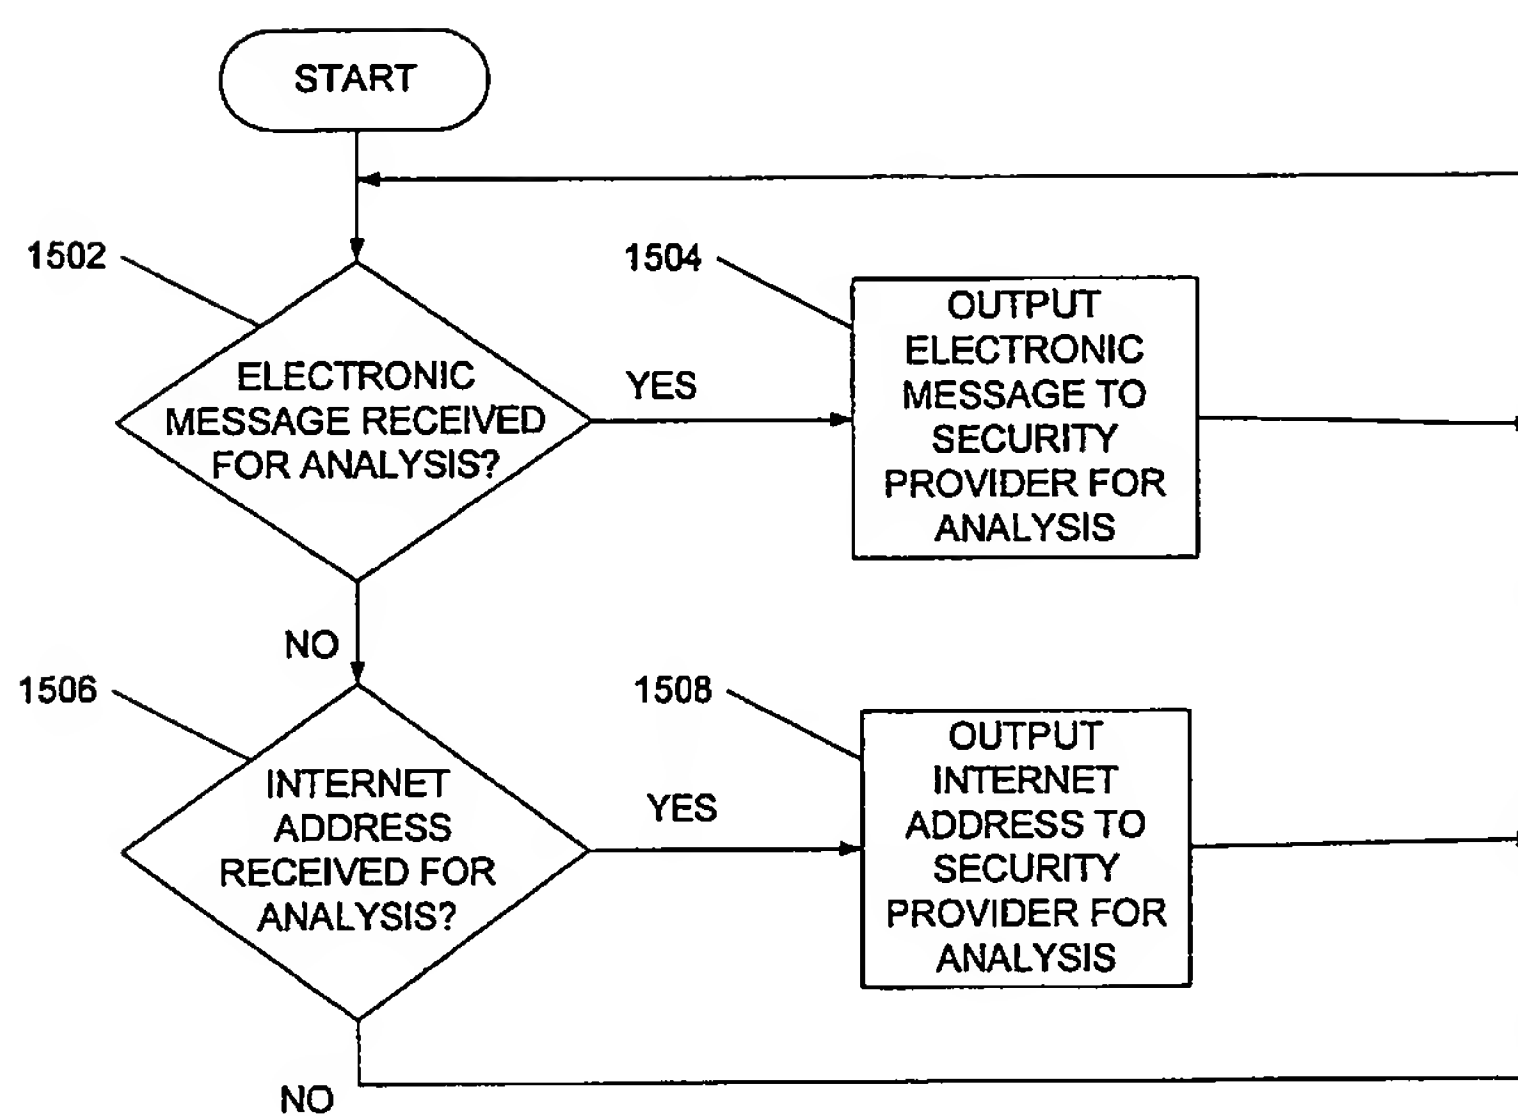 START
1502
ELECTRONIC
MESSAGE RECEIVED
FOR ANALYSIS?
YES
1504
OUTPUT
ELECTRONIC
MESSAGE TO
SECURITY
PROVIDER FOR
ANALYSIS
NO
1506
INTERNET
ADDRESS
RECEIVED FOR
ANALYSIS?
YES
1508
OUTPUT
INTERNET
ADDRESS TO
SECURITY
PROVIDER FOR
ANALYSIS
NO